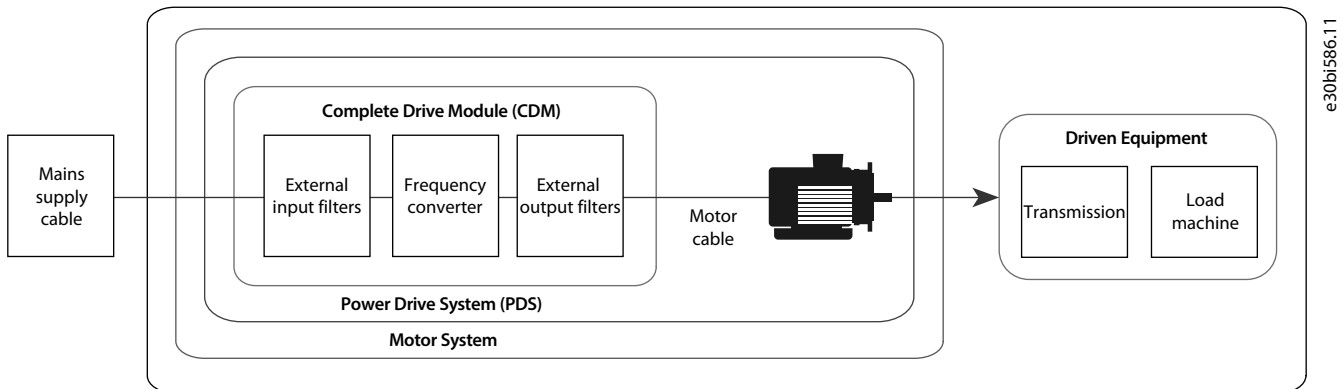 Mains
supply
cable
Complete Drive Module (CDM)
External
input filters
Frequency
converter
External
output filters
Motor
cable
Power Drive System (PDS)
Motor System
Driven Equipment
Transmission
Load
machine
e30bi586.11